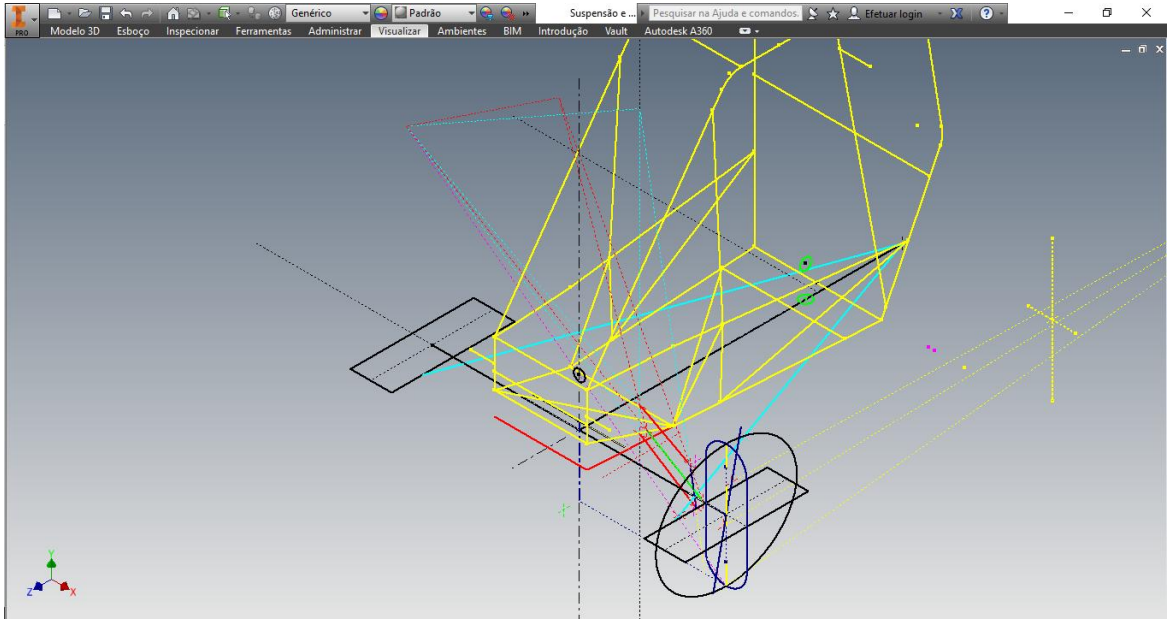 Genérico Padrão Suspensão e ... Pesquisar na Ajuda e comandos. Efetuar login
PRO Modelo 3D Esboço Inspecionar Ferramentas Administrar Visualizar Ambientes BIM Introdução Vault Autodesk A360
Y
Z X